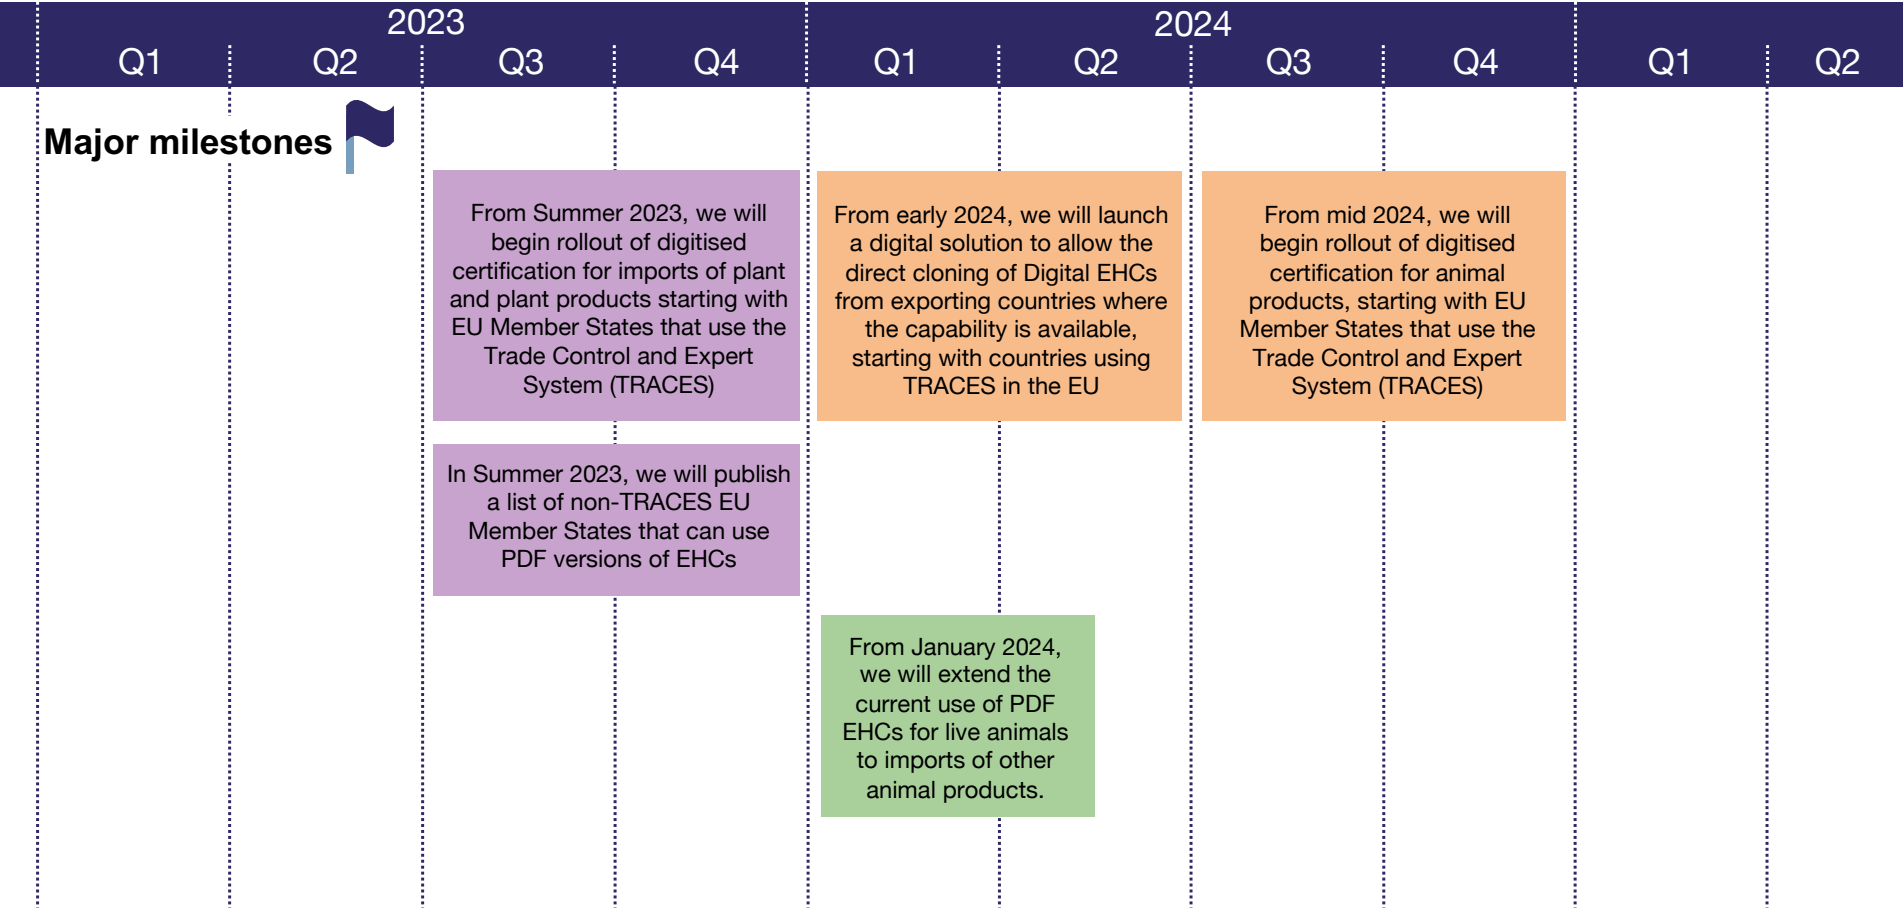 2023
2024
Q1 Q2 Q3 Q4 Q1 Q2 Q3 Q4 Q1 Q2
Major milestones
From Summer 2023, we will
begin rollout of digitised
certification for imports of plant
and plant products starting with
EU Member States that use the
Trade Control and Expert
System (TRACES)
From early 2024, we will launch
a digital solution to allow the
direct cloning of Digital EHCs
from exporting countries where
the capability is available,
starting with countries using
TRACES in the EU
From mid 2024, we will
begin rollout of digitised
certification for animal
products, starting with EU
Member States that use the
Trade Control and Expert
System (TRACES)
In Summer 2023, we will publish
a list of non-TRACES EU
Member States that can use
PDF versions of EHCs
From January 2024,
we will extend the
current use of PDF
EHCs for live animals
to imports of other
animal products.